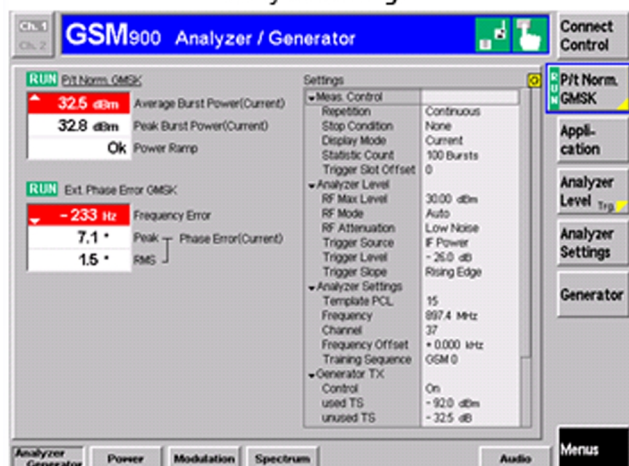 Ch. 1
Ch. 2
GSM900 Analyzer / Generator
Connect Control
RUN P/t Norm. GMSK
32.5 dBm Average Burst Power(Current)
32.8 dBm Peak Burst Power(Current)
Ok Power Ramp
RUN Ext. Phase Error GMSK
- 233 Hz Frequency Error
7.1 ° Peak Phase Error(Current)
1.5 ° RMS
Settings
Meas. Control
Repetition Continuous
Stop Condition None
Display Mode Current
Statistic Count 100 Bursts
Trigger Slot Offset 0
Analyzer Level
RF Max Level 30.00 dBm
RF Mode Auto
RF Attenuation Low Noise
Trigger Source IF Power
Trigger Level - 26.0 dB
Trigger Slope Rising Edge
Analyzer Settings
Template PCL 15
Frequency 897.4 MHz
Channel 37
Frequency Offset + 0.000 kHz
Training Sequence GSM 0
Generator TX
Control On
used TS - 92.0 dBm
unused TS - 32.5 dB
RUN
P/t Norm. GMSK
Appli-
cation
Analyzer
Level Trg.
Analyzer
Settings
Generator
Analyzer
Generator
Power
Modulation
Spectrum
Audio
Menus